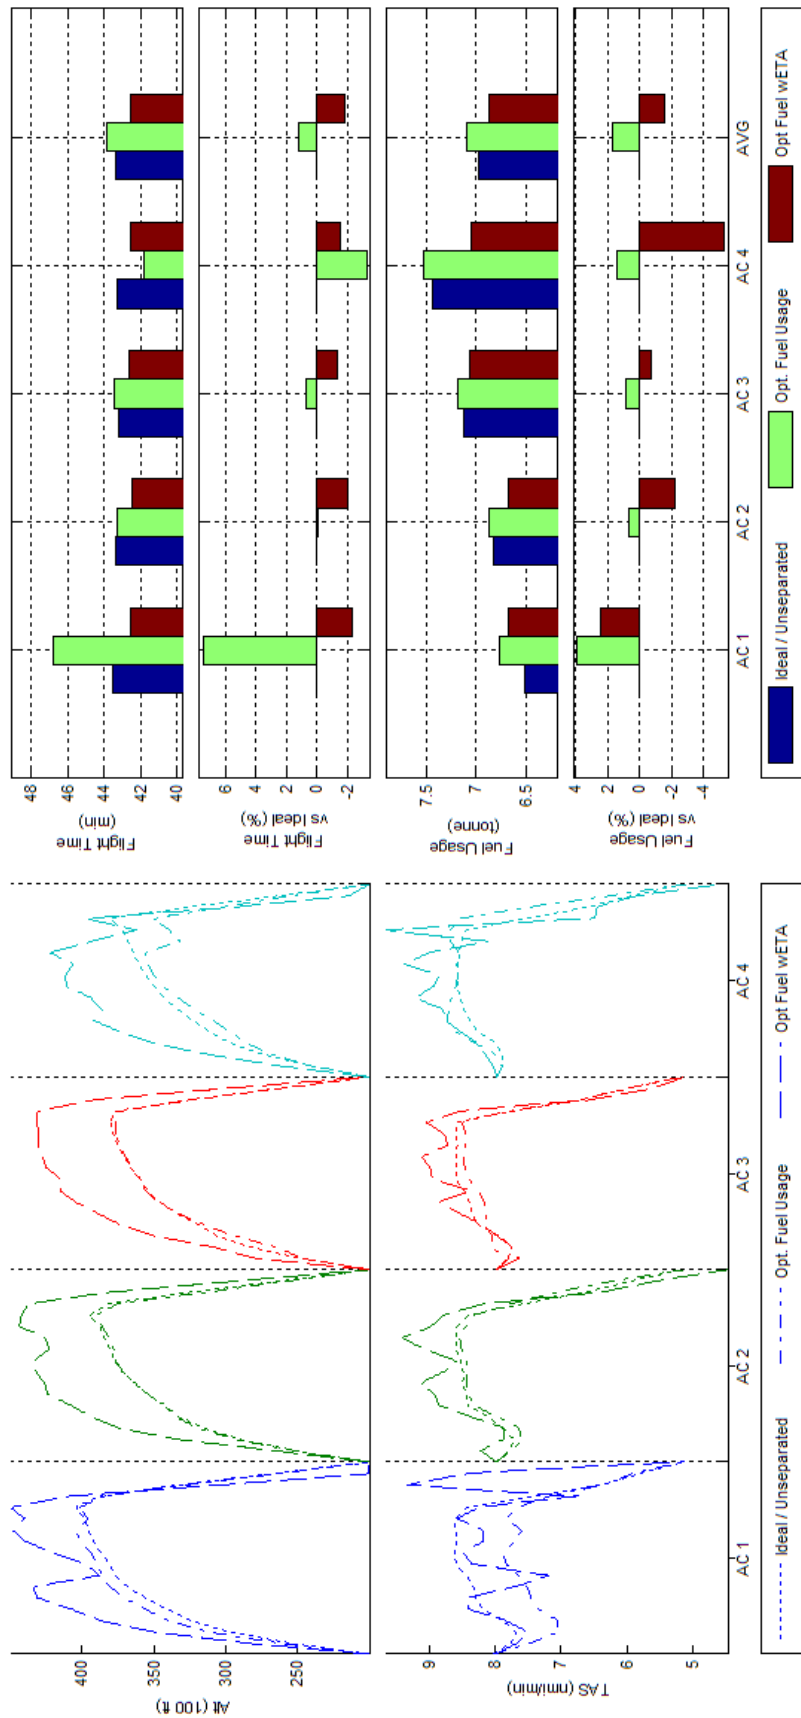 Alt (100 ft)
400
350
300
250
TAS (nmi/min)
9
8
7
6
5
AC 1
AC 2
AC 3
AC 4
Ideal / Unseparated
Opt. Fuel Usage
Opt Fuel wETA
Flight Time
(min)
48
46
44
42
40
Flight Time
vs Ideal (%)
6
4
2
0
-2
Fuel Usage
(tonne)
7.5
7
6.5
Fuel Usage
vs Ideal (%)
4
2
0
-2
-4
AC 1
AC 2
AC 3
AC 4
AVG
Ideal / Unseparated
Opt. Fuel Usage
Opt Fuel wETA